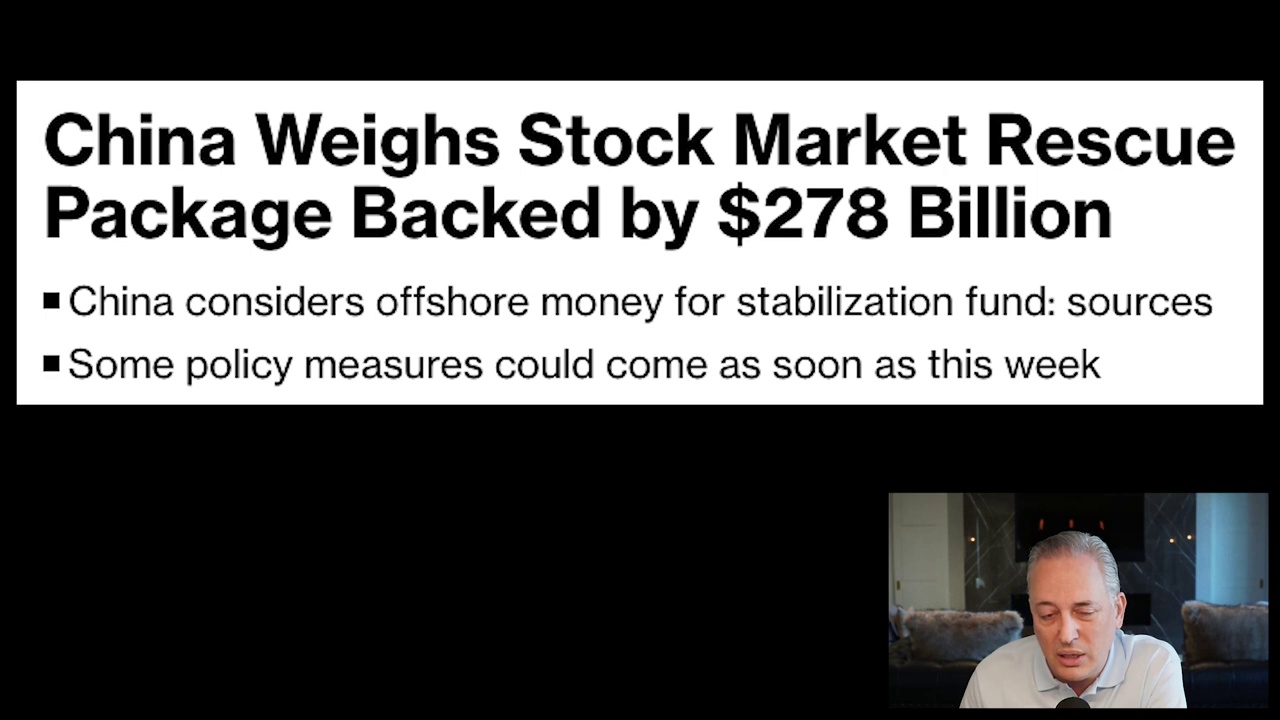 China Weighs Stock Market Rescue
Package Backed by $278 Billion
▪ China considers offshore money for stabilization fund: sources
▪ Some policy measures could come as soon as this week